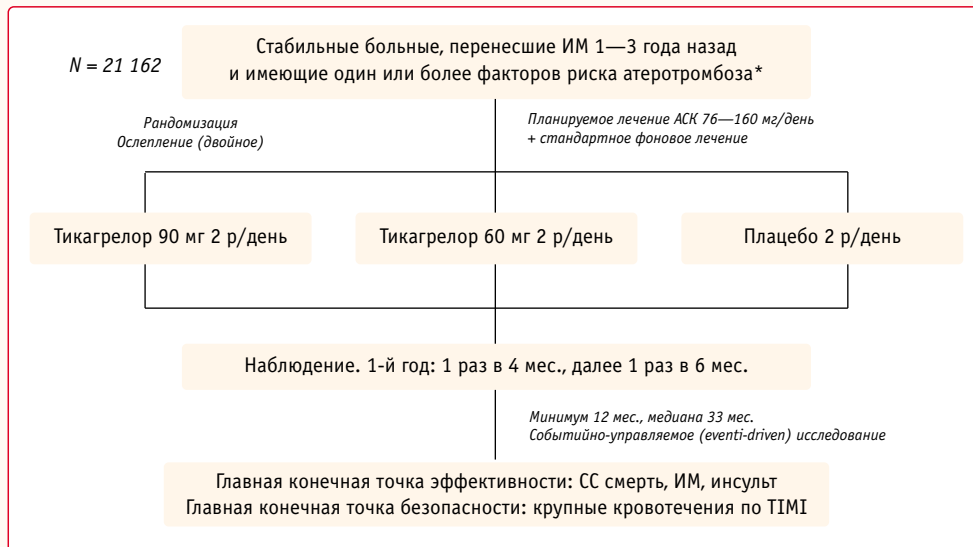 N = 21 162
Стабильные больные, перенесшие ИМ 1—3 года назад
и имеющие один или более факторов риска атеротромбоза*
Рандомизация
Ослепление (двойное)
Планируемое лечение АСК 76—160 мг/день
+ стандартное фоновое лечение
Тикагрелор 90 мг 2 р/день
Тикагрелор 60 мг 2 р/день
Плацебо 2 р/день
Наблюдение. 1-й год: 1 раз в 4 мес., далее 1 раз в 6 мес.
Минимум 12 мес., медиана 33 мес.
Событийно-управляемое (eventi-driven) исследование
Главная конечная точка эффективности: СС смерть, ИМ, инсульт
Главная конечная точка безопасности: крупные кровотечения по TIMI